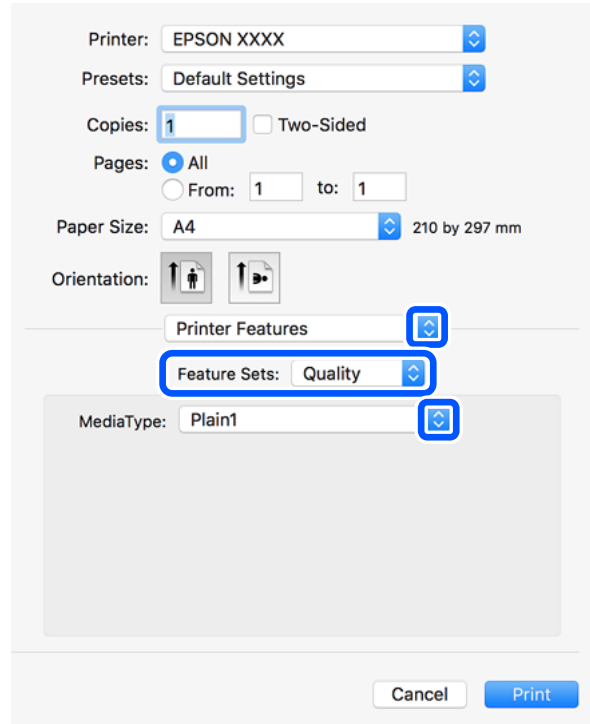 Printer: EPSON XXXX
Presets: Default Settings
Copies: 1 Two-Sided
Pages: All
From: 1 to: 1
Paper Size: A4 210 by 297 mm
Orientation:
Printer Features
Feature Sets: Quality
MediaType: Plain1
Cancel Print